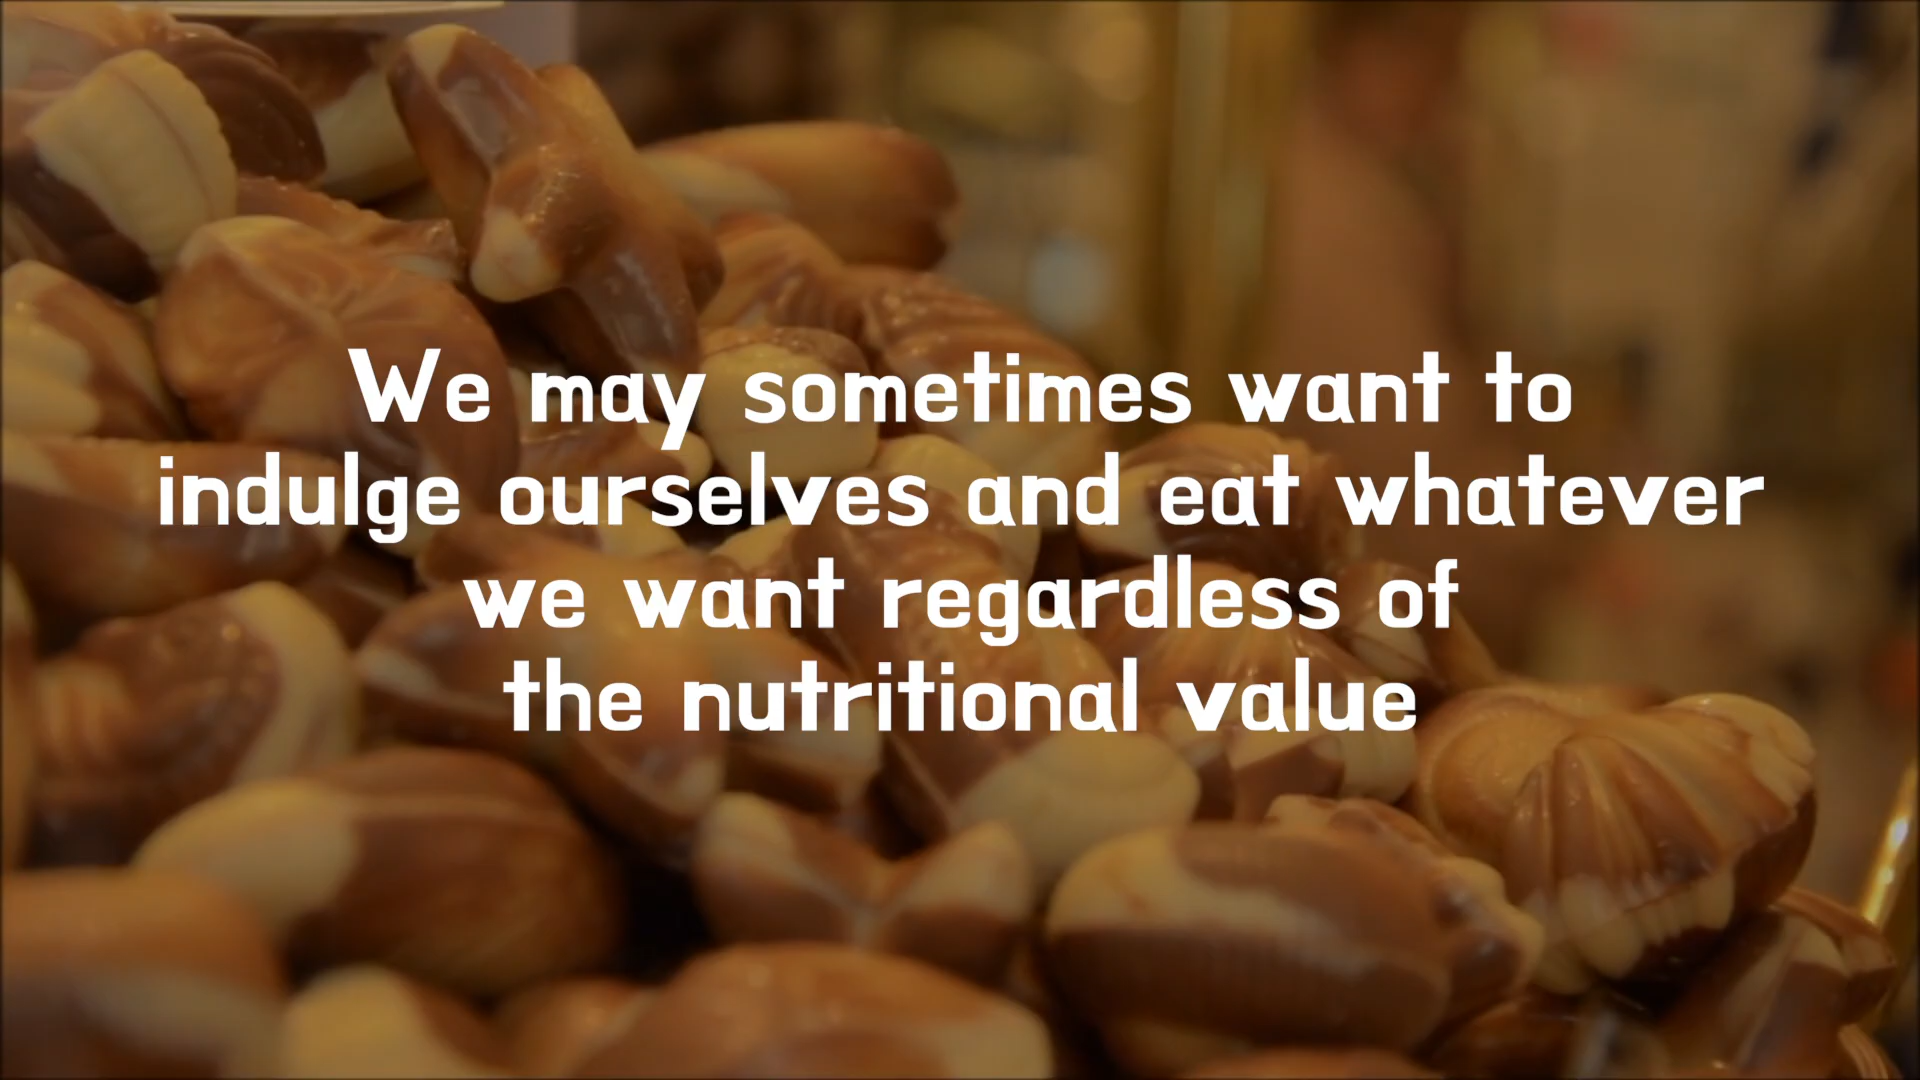 We may sometimes want to
indulge ourselves and eat whatever
we want regardless of
the nutritional value